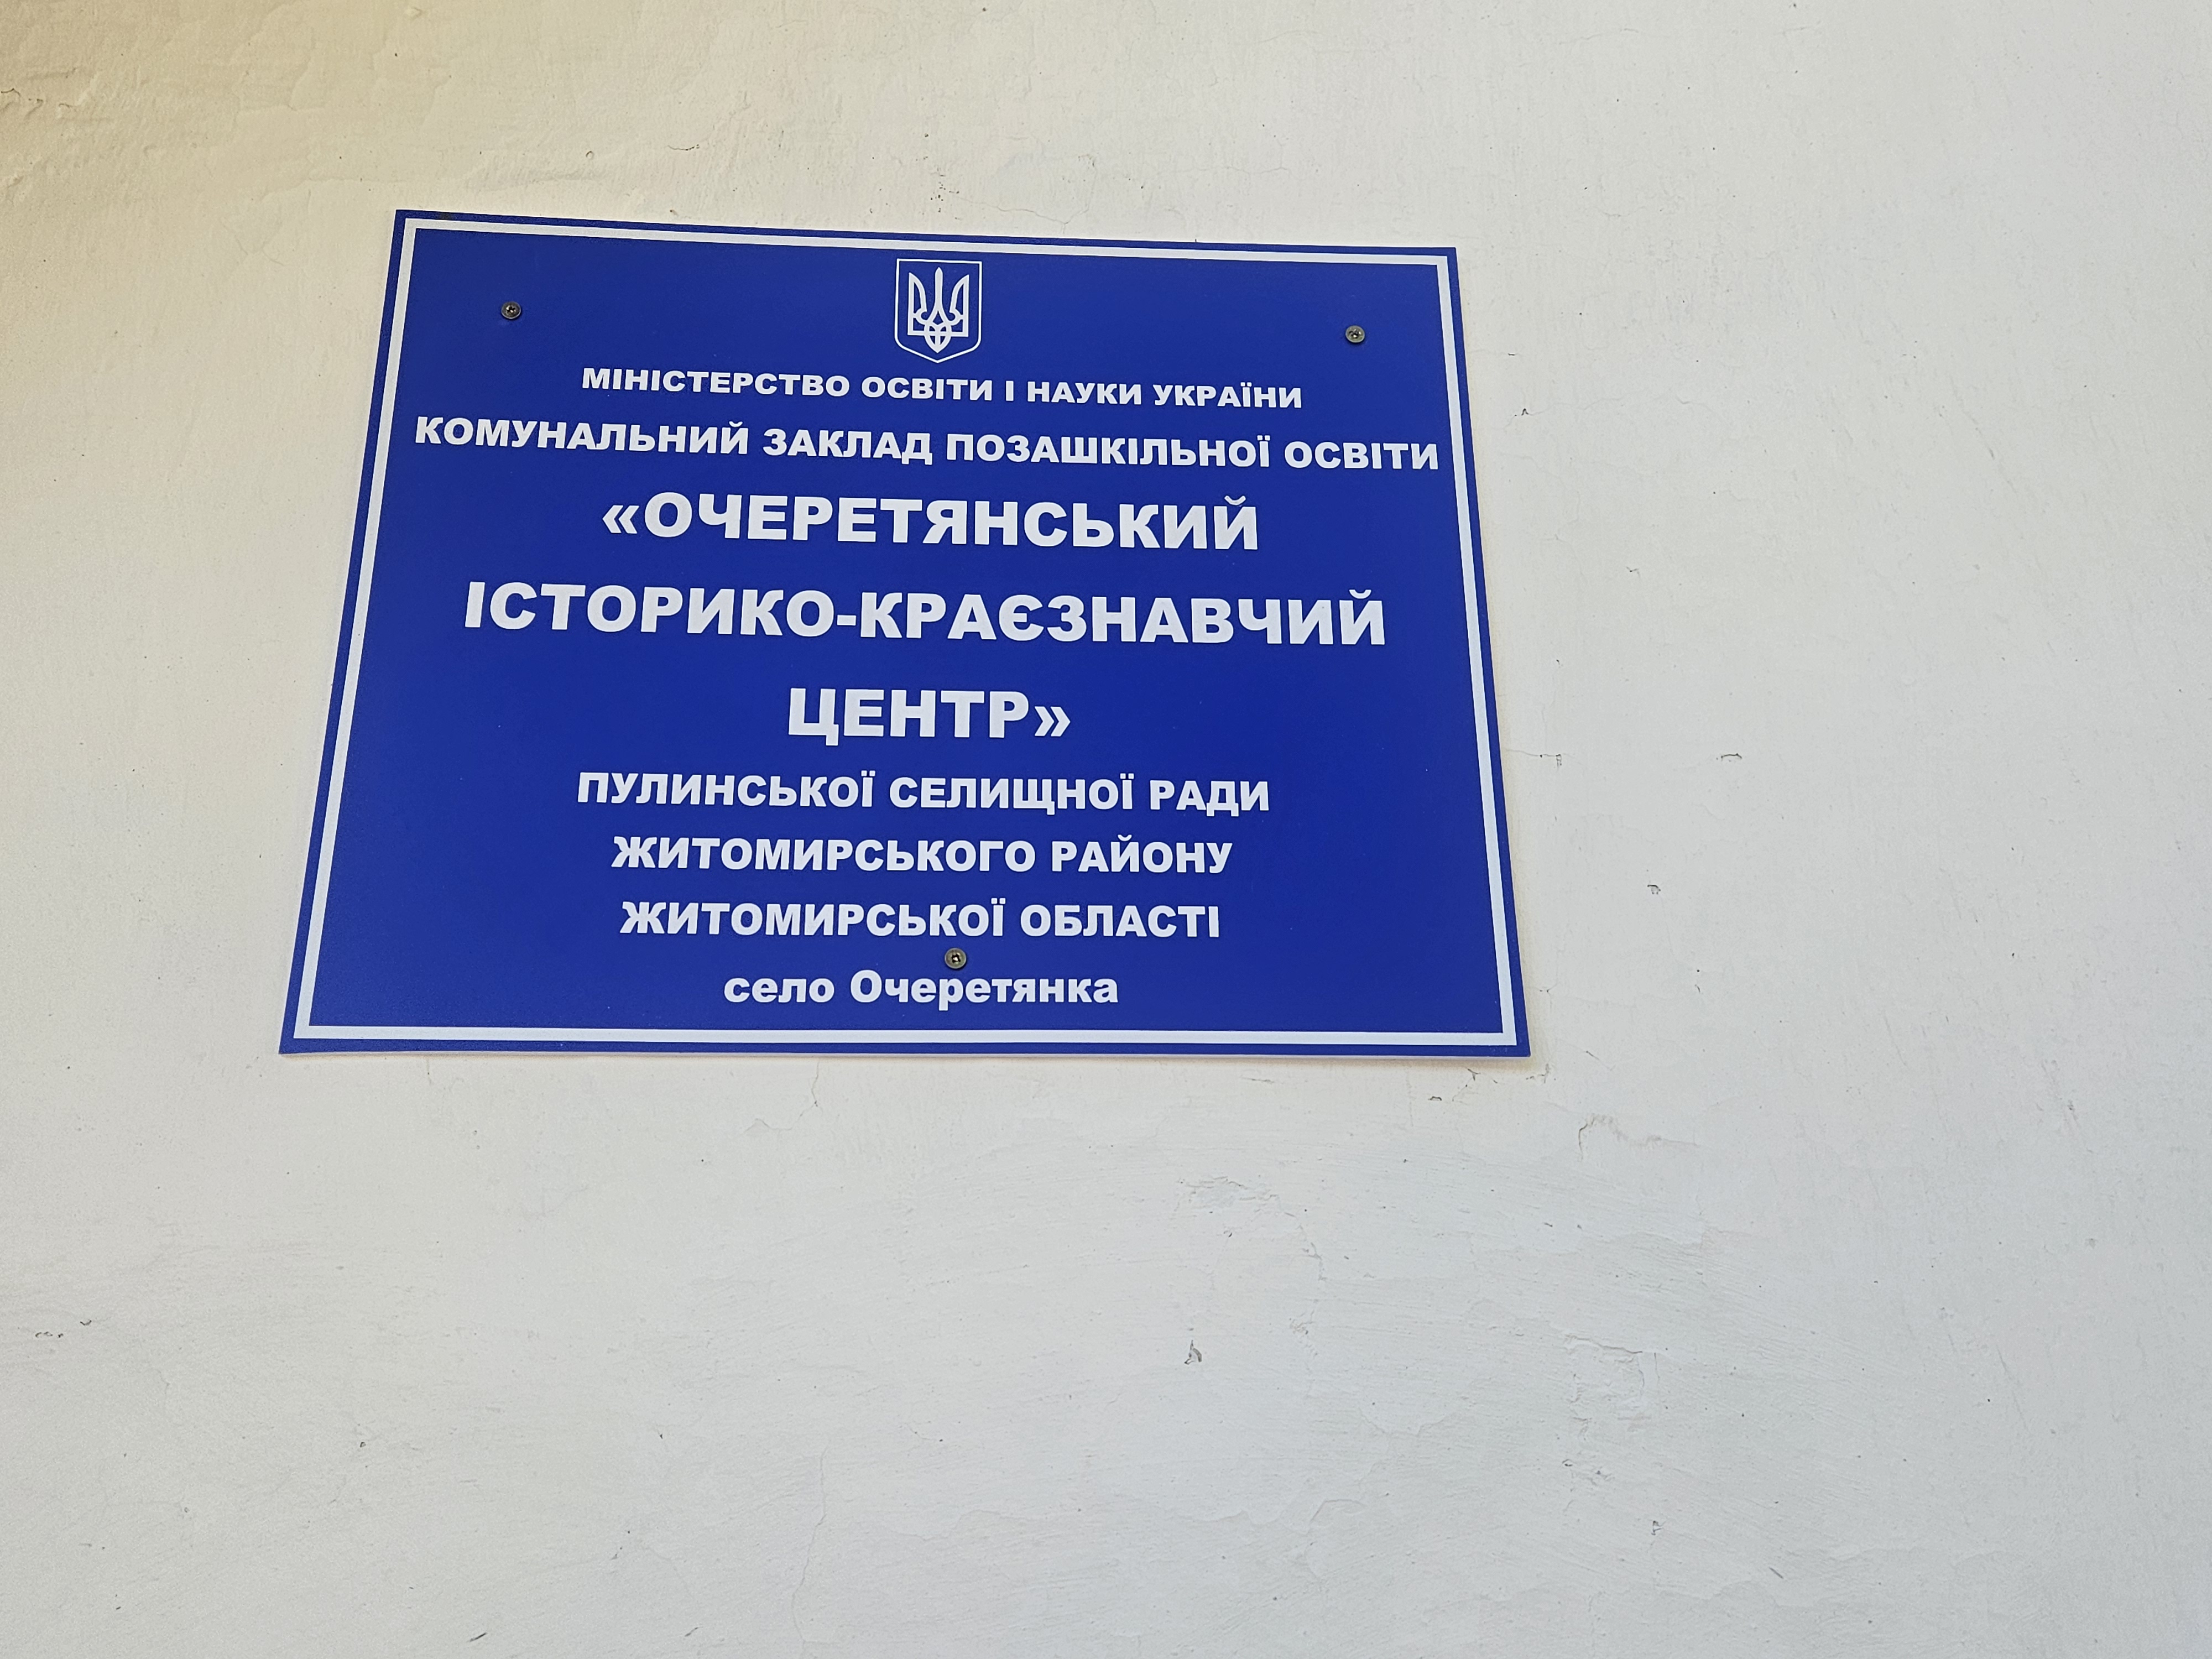 МІНІСТЕРСТВО ОСВІТИ І НАУКИ УКРАЇНИ
КОМУНАЛЬНИЙ ЗАКЛАД ПОЗАШКІЛЬНОЇ ОСВІТИ
«ОЧЕРЕТЯНСЬКИЙ
ІСТОРИКО-КРАЄЗНАВЧИЙ
ЦЕНТР»
ПУЛИНСЬКОЇ СЕЛИЩНОЇ РАДИ
ЖИТОМИРСЬКОГО РАЙОНУ
ЖИТОМИРСЬКОЇ ОБЛАСТІ
село Очеретянка